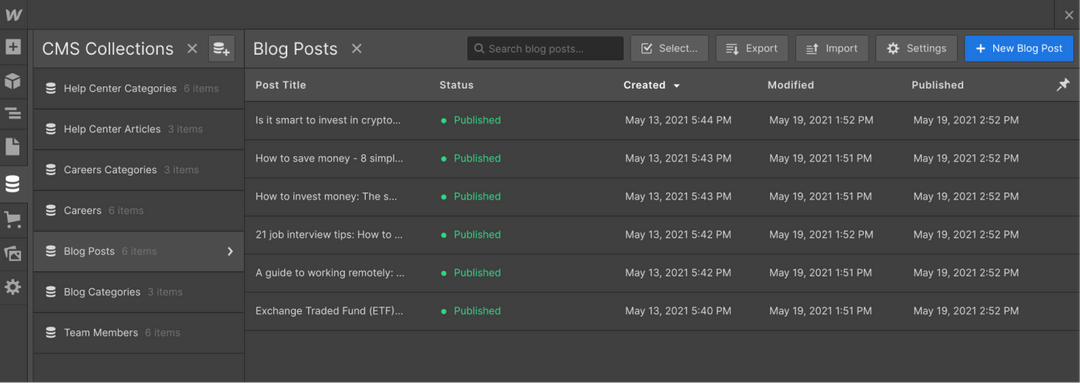 CMS Collections
Help Center Categories 6 items
Help Center Articles 3 items
Careers Categories 3 items
Careers 6 items
Blog Posts 6 items
Blog Categories 3 items
Team Members 6 items
Blog Posts
Search blog posts...
Select...
Export
Import
Settings
+ New Blog Post
Post Title Status Created Modified Published
Is it smart to invest in crypto... Published May 13, 2021 5:44 PM May 19, 2021 1:52 PM May 19, 2021 2:52 PM
How to save money - 8 simpl... Published May 13, 2021 5:43 PM May 19, 2021 1:51 PM May 19, 2021 2:52 PM
How to invest money: The s... Published May 13, 2021 5:43 PM May 19, 2021 1:51 PM May 19, 2021 2:52 PM
21 job interview tips: How to ... Published May 13, 2021 5:42 PM May 19, 2021 1:52 PM May 19, 2021 2:52 PM
A guide to working remotely: ... Published May 13, 2021 5:42 PM May 19, 2021 1:51 PM May 19, 2021 2:52 PM
Exchange Traded Fund (ETF)... Published May 13, 2021 5:40 PM May 19, 2021 1:51 PM May 19, 2021 2:52 PM